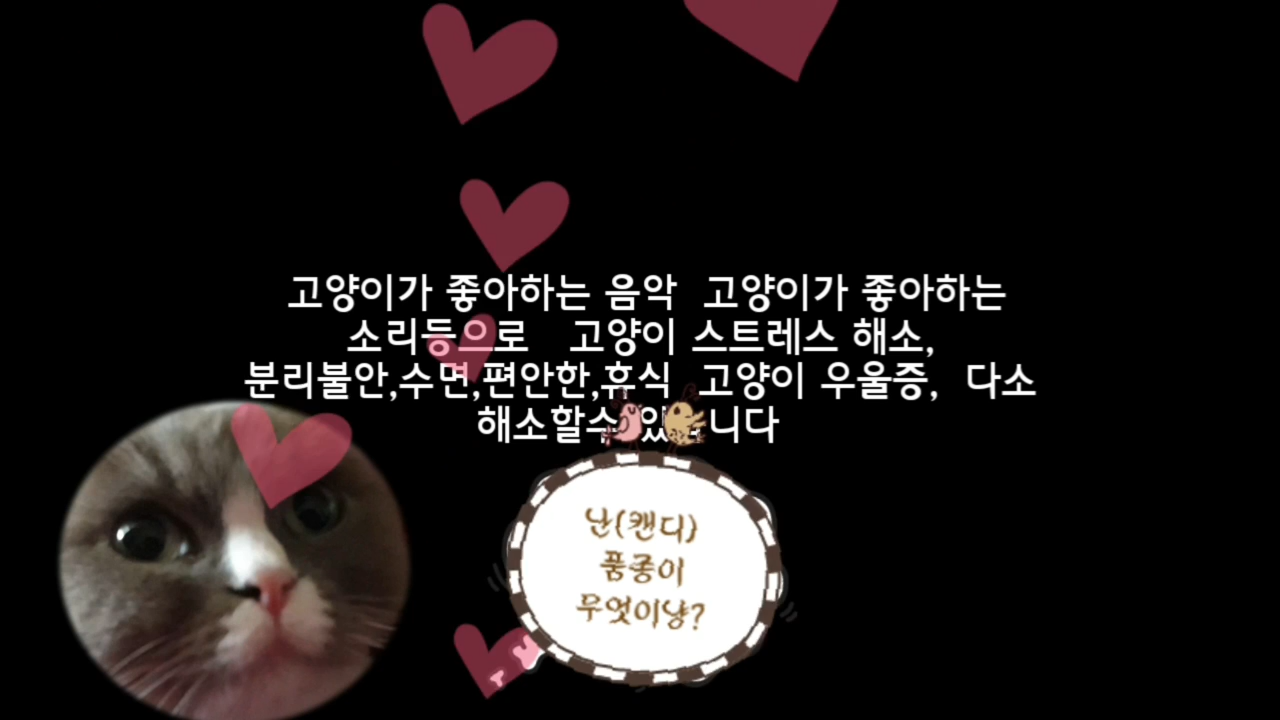 고양이가 좋아하는 음악 고양이가 좋아하는
소리등으로 고양이 스트레스 해소,
분리불안,수면,편안한,휴식 고양이 우울증, 다소
해소할수 니다
난(캔디)
품종이
무엇이냥?